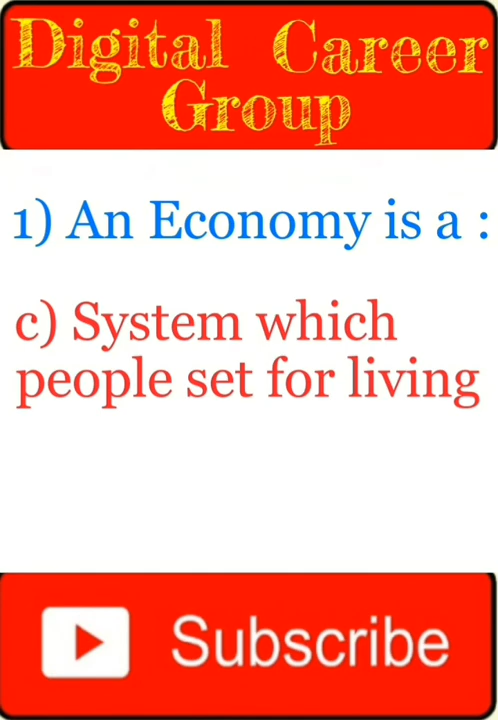 Digital Career
Group
1) An Economy is a :
c) System which
people set for living
Subscribe